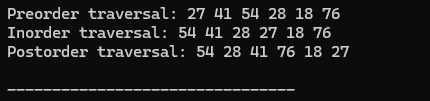 Preorder traversal: 27 41 54 28 18 76
Inorder traversal: 54 41 28 27 18 76
Postorder traversal: 54 28 41 76 18 27
--------------------------------